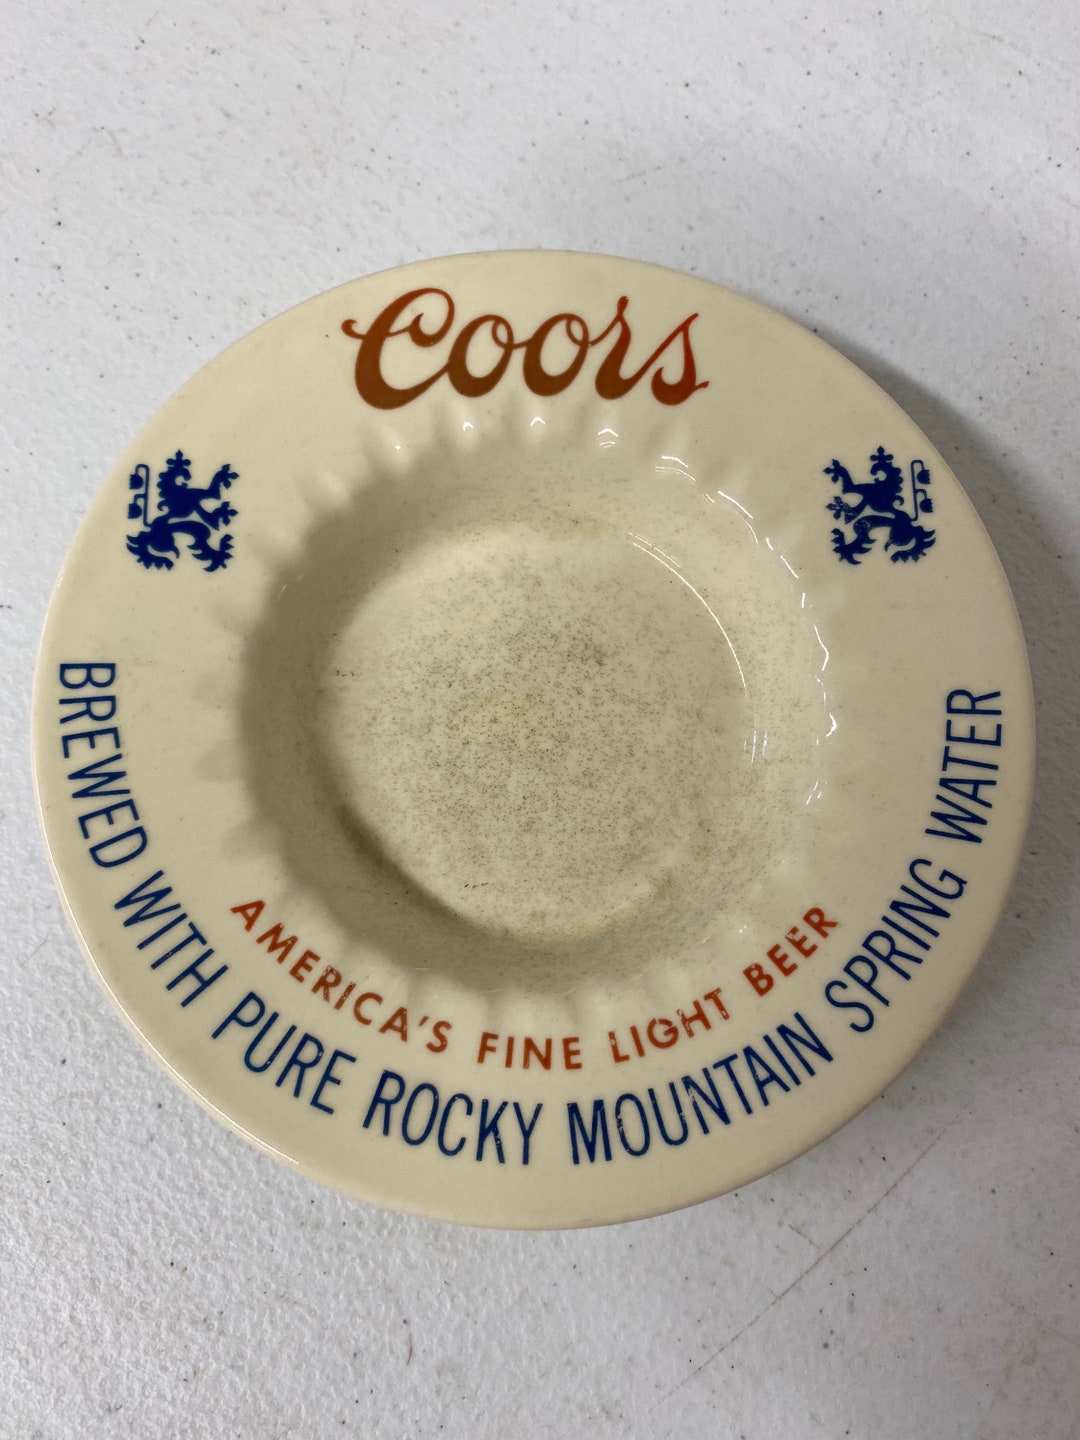 Coors
AMERICA'S FINE LIGHT BEER
BREWED WITH PURE ROCKY MOUNTAIN SPRING WATER